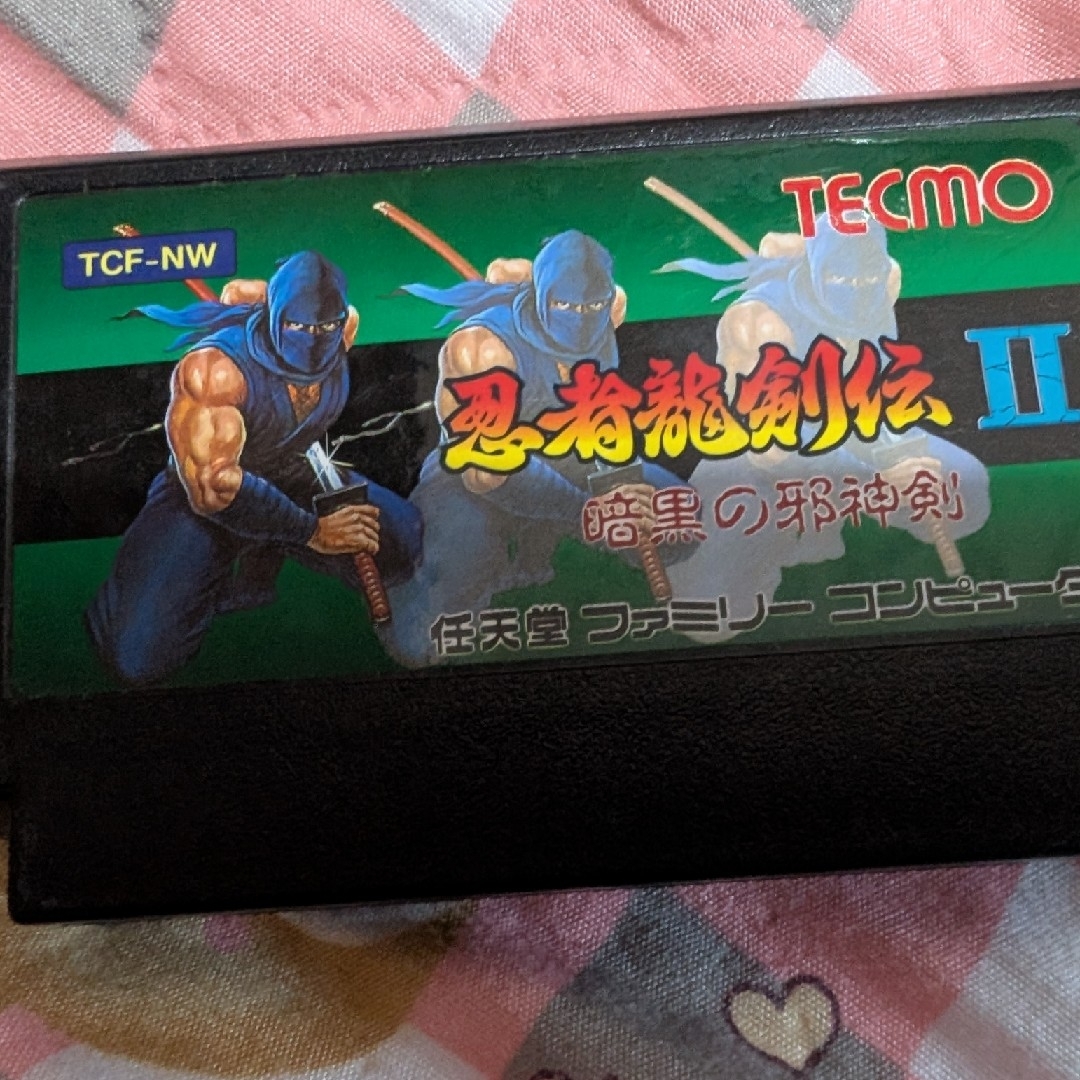 TECMO
TCF-NW
忍者龍剣伝 II
暗黒の邪神剣
任天堂 ファミリー コンピュータ